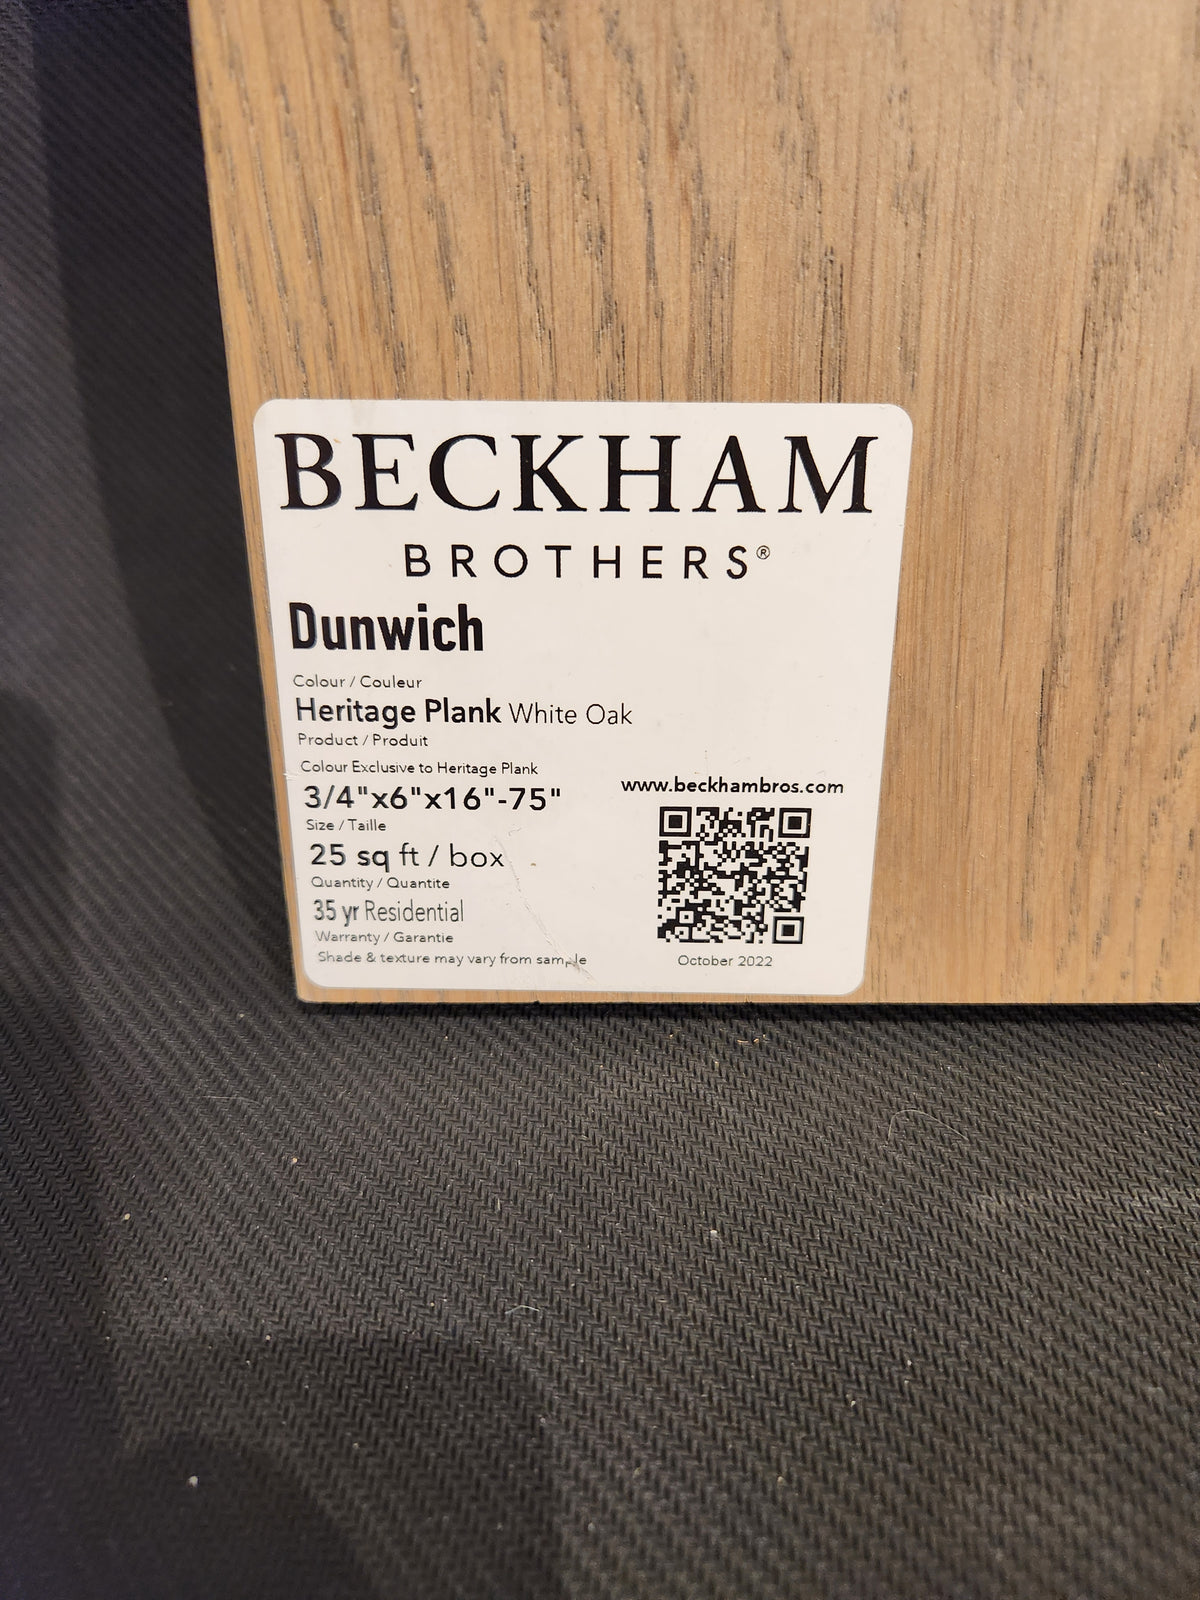 BECKHAM
BROTHERS®
Dunwich
Colour / Couleur
Heritage Plank White Oak
Product / Produit
Colour Exclusive to Heritage Plank
3/4"x6"x16"-75"
Size / Taille
25 sq ft / box
Quantity / Quantite
35 yr Residential
Warranty / Garantie
Shade & texture may vary from sample
www.beckhambros.com
October 2022